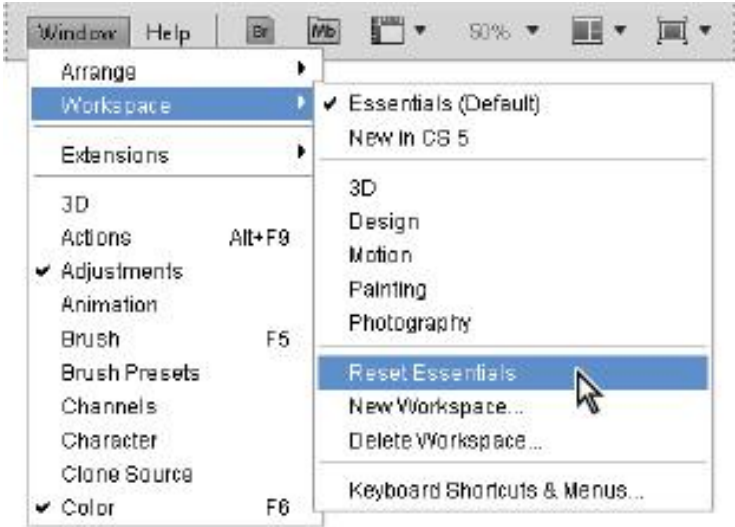 Window Help Br Mb 50%
Arrange
Workspace
Extensions
3D
Actions Alt+F9
Adjustments
Animation
Brush F5
Brush Presets
Channels
Character
Clone Source
Color F6
Essentials (Default)
New in CS 5
3D
Design
Motion
Painting
Photography
Reset Essentials
New Workspace...
Delete Workspace...
Keyboard Shortcuts & Menus...